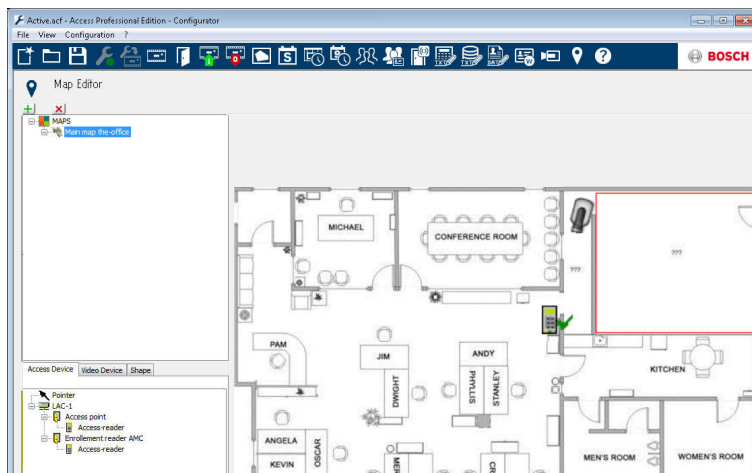 Active.acf - Access Professional Edition - Configurator
File View Configuration ?
BOSCH
Map Editor
MAPS
Main map the-office
Access Device Video Device Shape
Pointer
LAC-1
Access point
Access-reader
Enrollement reader AMC
Access-reader
MICHAEL
CONFERENCE ROOM
???
???
PAM
JIM
ANDY
DWIGHT
PHYLLIS
STANLEY
KITCHEN
ANGELA
OSCAR
KEVIN
MEN'S ROOM
WOMEN'S ROOM